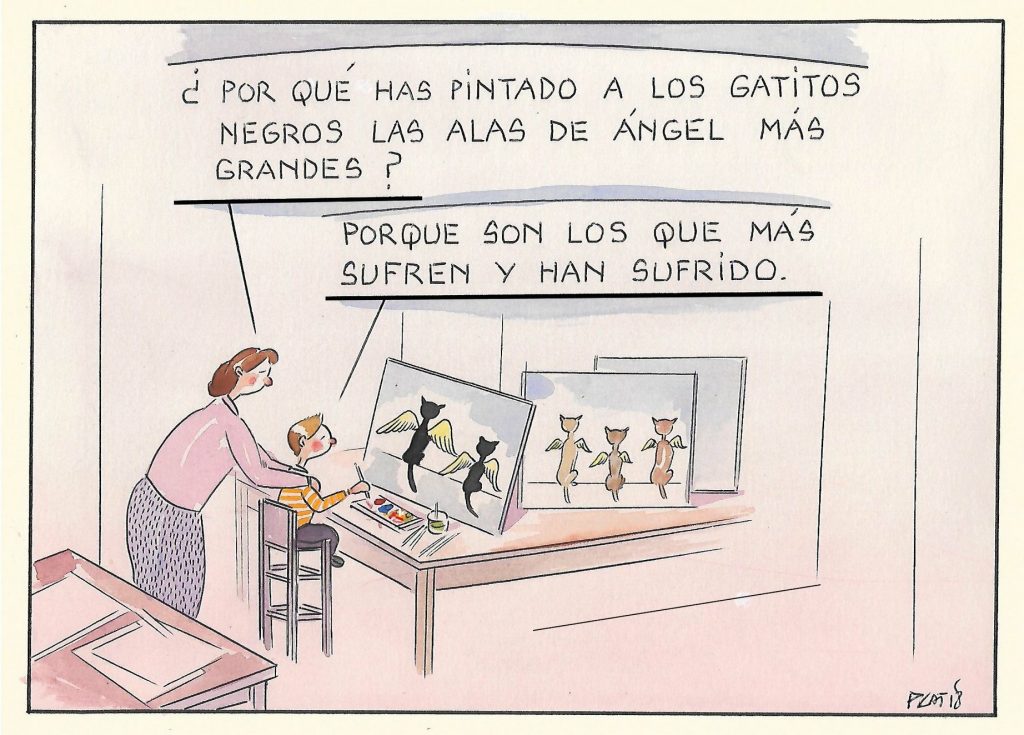 ¿ POR QUÉ HAS PINTADO A LOS GATITOS
NEGROS LAS ALAS DE ÁNGEL MÁS
GRANDES ?
PORQUE SON LOS QUE MÁS
SUFREN Y HAN SUFRIDO.